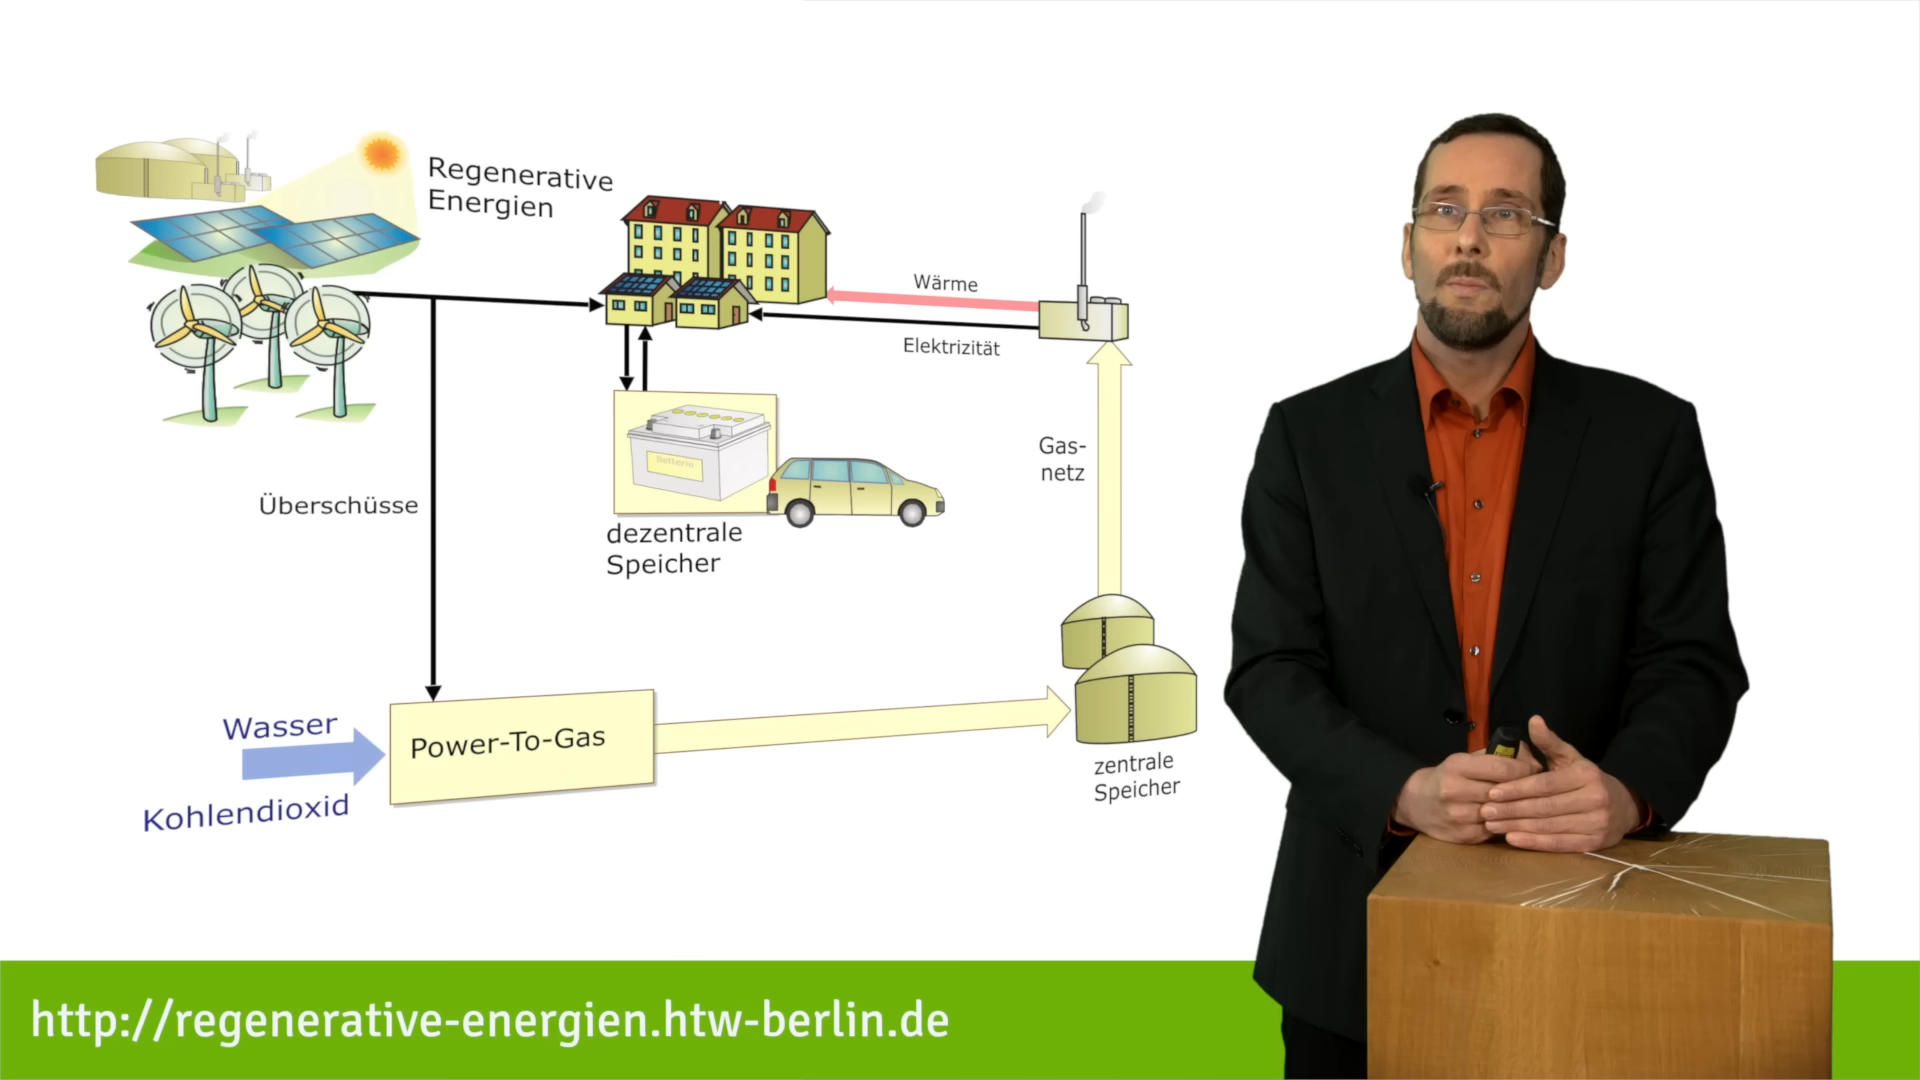 Regenerative
Energien
Wärme
Elektrizität
Batterie
Gas-
netz
Überschüsse
dezentrale
Speicher
Wasser
Power-To-Gas
Kohlendioxid
zentrale
Speicher
http://regenerative-energien.htw-berlin.de